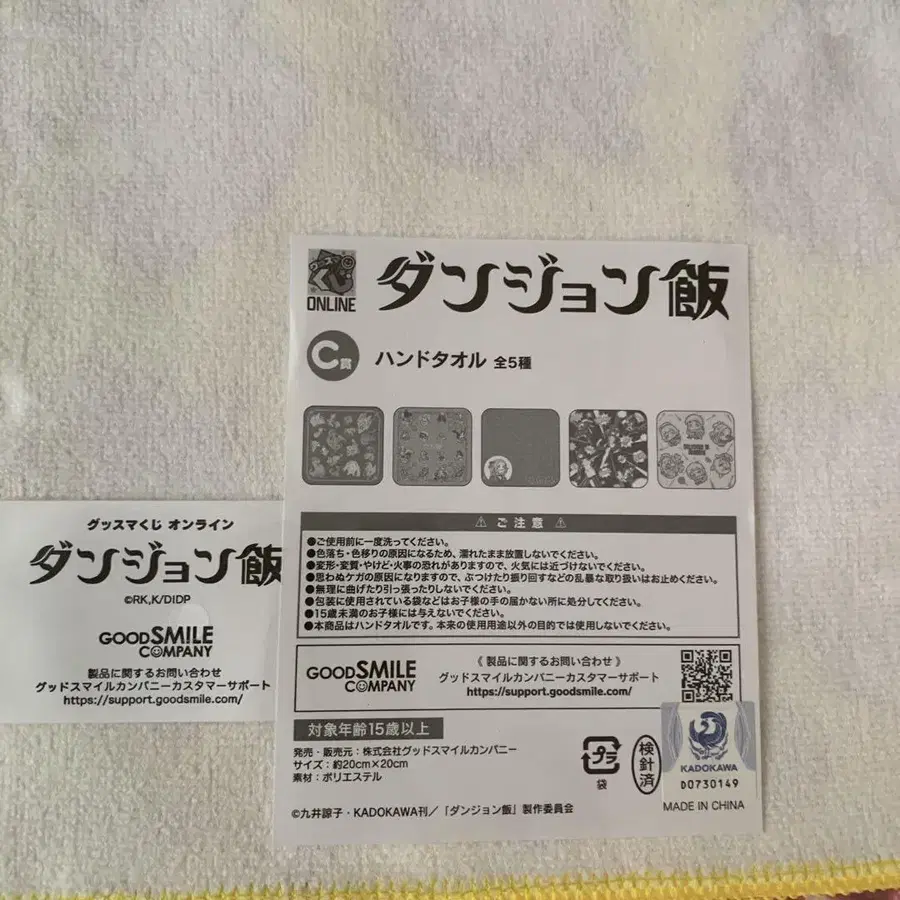 グッスマ
くじ
ONLINE
ダンジョン飯
C賞
ハンドタオル 全5種
⚠ ご注意 ⚠
●ご使用前に一度洗ってください。
●色落ち・色移りの原因になるため、濡れたまま放置しないでください。
●変形・変質・やけど・火事の恐れがありますので、火気には近づけないでください。
●思わぬケガの原因になりますので、ぶつけたり振り回すなどの乱暴な取り扱いはお止めください。
●無理に曲げたり引っ張ったりしないでください。
●包装に使用されている袋などはお子様の手の届かない所に処分してください。
●15歳未満のお子様には与えないでください。
●本商品はハンドタオルです。本来の使用用途以外の目的では使用しないでください。
GOODSMILE
COMPANY
《 製品に関するお問い合わせ 》
グッドスマイルカンパニーカスタマーサポート
https://support.goodsmile.com/
対象年齢15歳以上
発売・販売元：株式会社グッドスマイルカンパニー
サイズ：約20cm×20cm
素材：ポリエステル
プラ
袋
検針済
KADOKAWA
D0730149
MADE IN CHINA
©九井諒子・KADOKAWA刊／「ダンジョン飯」製作委員会
グッスマくじ オンライン
ダンジョン飯
©RK,K/DIDP
GOODSMILE
COMPANY
製品に関するお問い合わせ
グッドスマイルカンパニーカスタマーサポート
https://support.goodsmile.com/